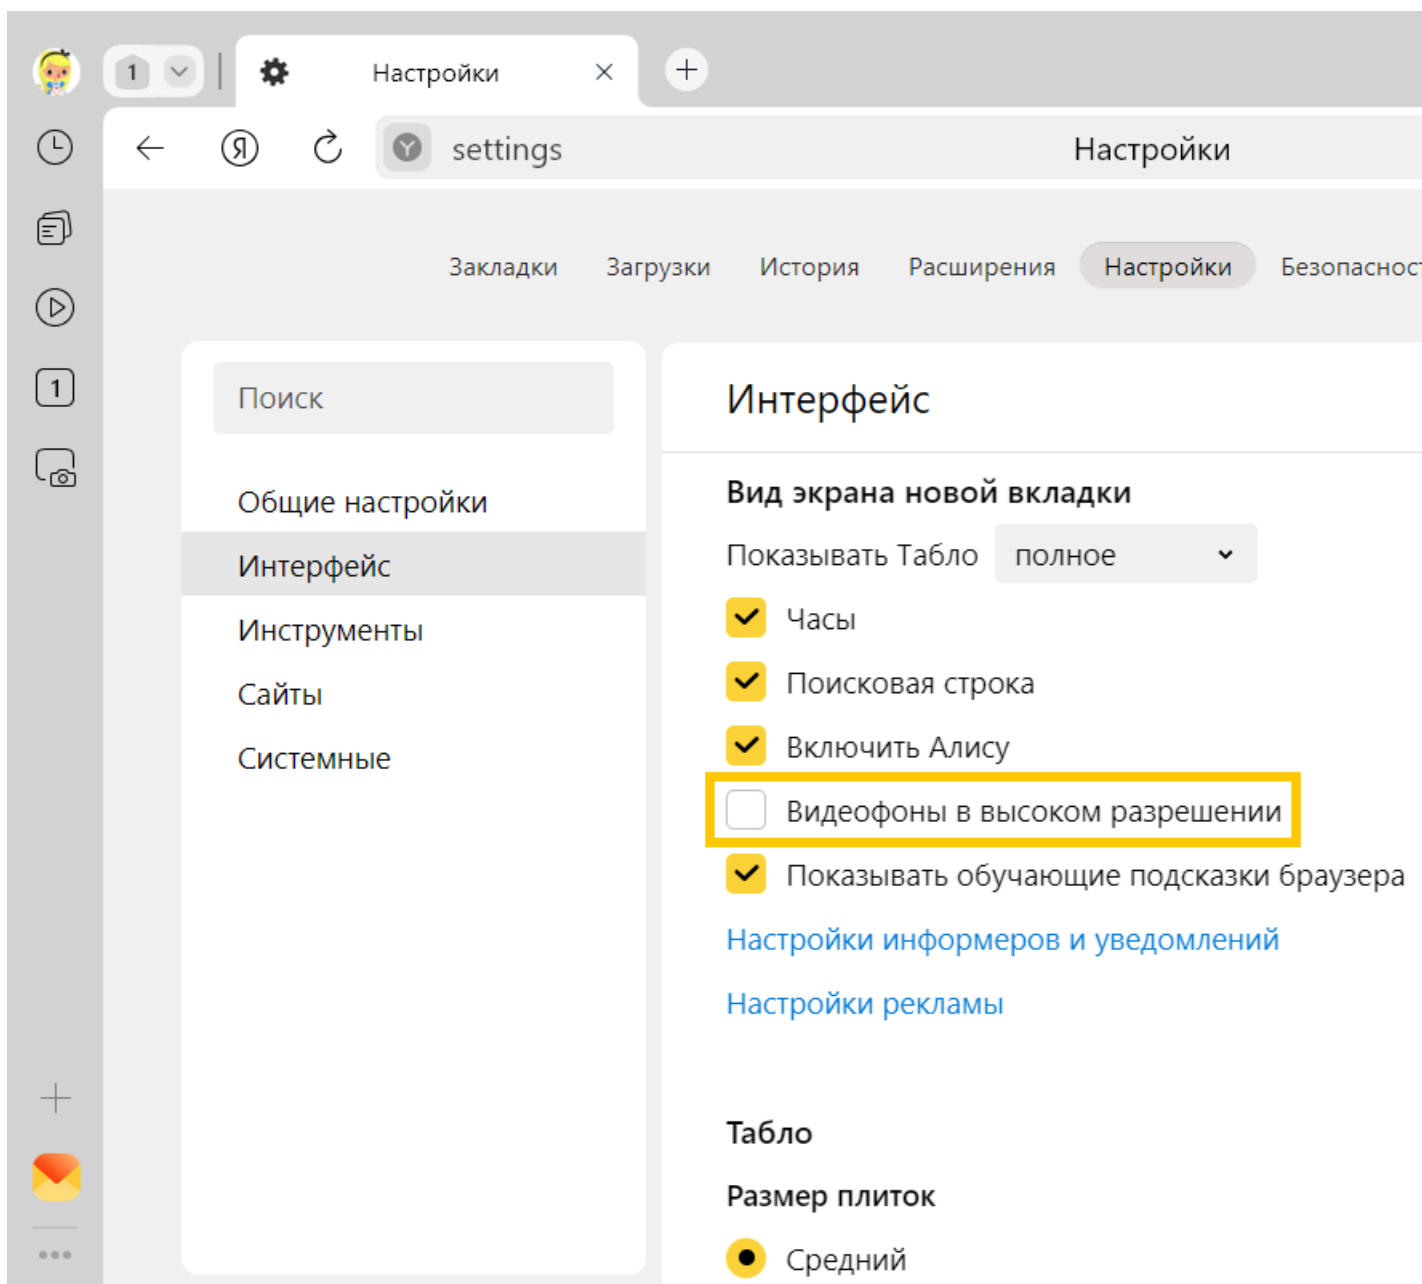 1
Настройки
Я
settings
Настройки
Закладки Загрузки История Расширения Настройки Безопасност
1
Поиск
Общие настройки
Интерфейс
Инструменты
Сайты
Системные
Интерфейс
Вид экрана новой вкладки
Показывать Табло полное
Часы
Поисковая строка
Включить Алису
Видеофоны в высоком разрешении
Показывать обучающие подсказки браузера
Настройки информеров и уведомлений
Настройки рекламы
Табло
Размер плиток
Средний